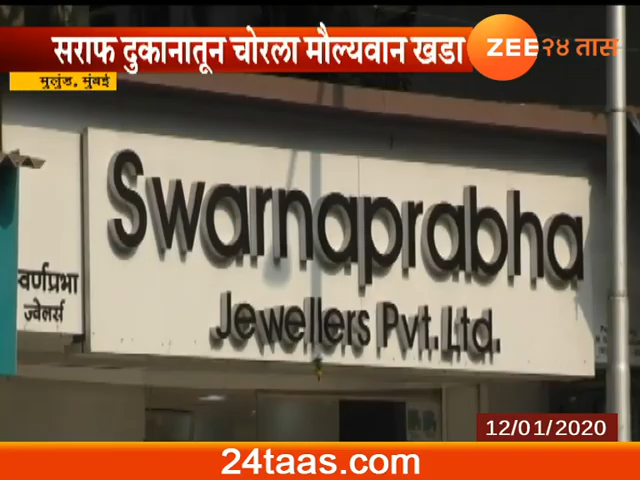 सराफ दुकानातून चोरला मौल्यवान खडा
ZEE २४ तास
मुलुंड, मुंबई
Swarnaprabha
Jewellers Pvt. Ltd.
वर्णप्रभा
ज्वेलर्स
12/01/2020
24taas.com